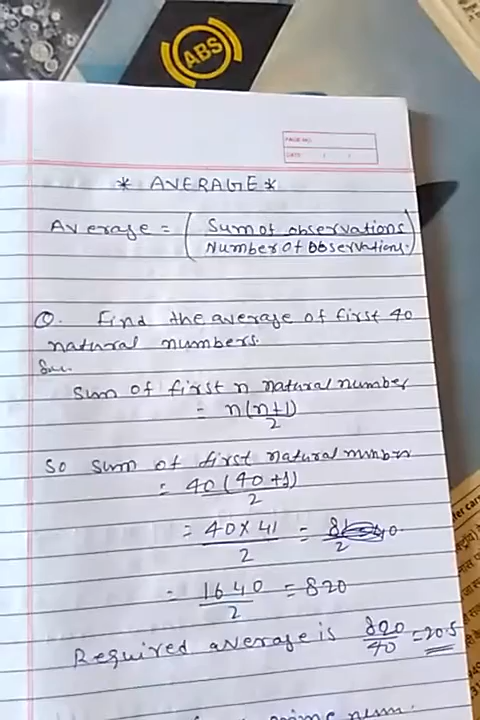 ABS
PAGE NO.
DATE / /
* AVERAGE *
Average = ( Sum of observations
Number of observations. )
Q. Find the average of first 40
natural numbers.
Sol.
Sum of first n natural number
= n(n+1)
2
So sum of first natural number
= 40(40+1)
2
= 40×41 =
2 2
= 1640 = 820
2
Required average is 820 = 20.5
40